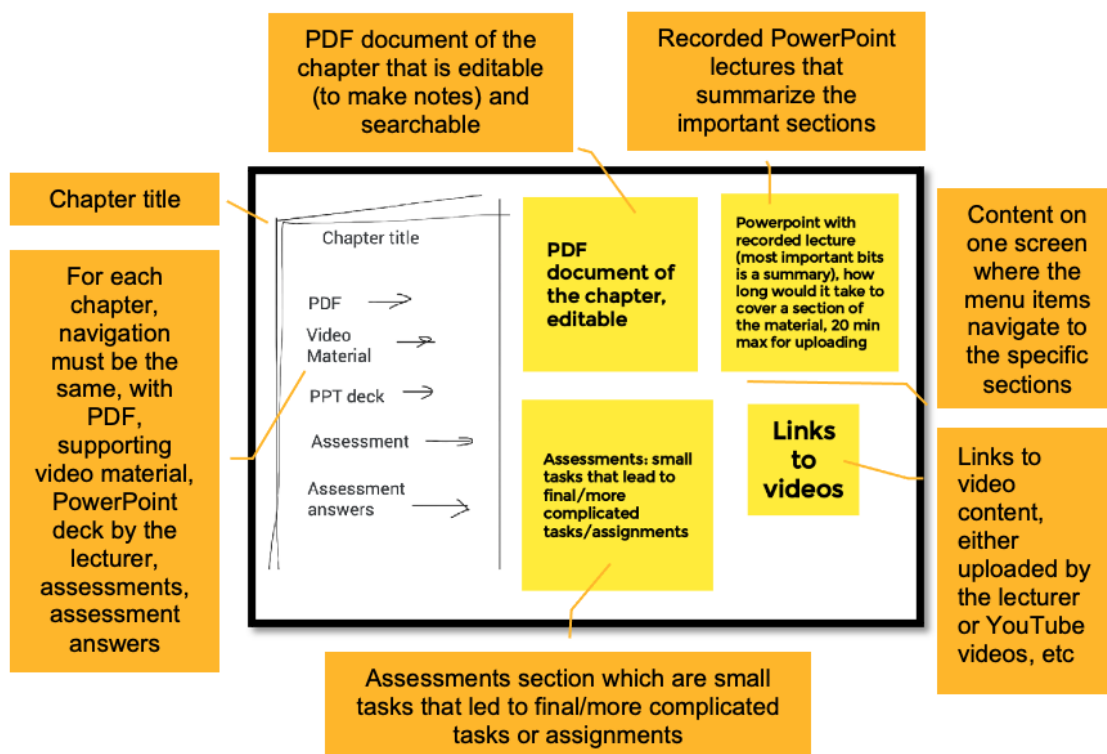 PDF document of the
chapter that is editable
(to make notes) and
searchable
Recorded PowerPoint
lectures that
summarize the
important sections
Chapter title
For each
chapter,
navigation
must be the
same, with
PDF,
supporting
video material,
PowerPoint
deck by the
lecturer,
assessments,
assessment
answers
Chapter title
PDF
Video
Material
PPT deck
Assessment
Assessment
answers
PDF
document of
the chapter,
editable
Powerpoint with
recorded lecture
(most important bits
is a summary), how
long would it take to
cover a section of
the material, 20 min
max for uploading
Assessments: small
tasks that lead to
final/more
complicated
tasks/assignments
Links
to
videos
Content on
one screen
where the
menu items
navigate to
the specific
sections
Links to
video
content,
either
uploaded by
the lecturer
or YouTube
videos, etc
Assessments section which are small
tasks that led to final/more complicated
tasks or assignments